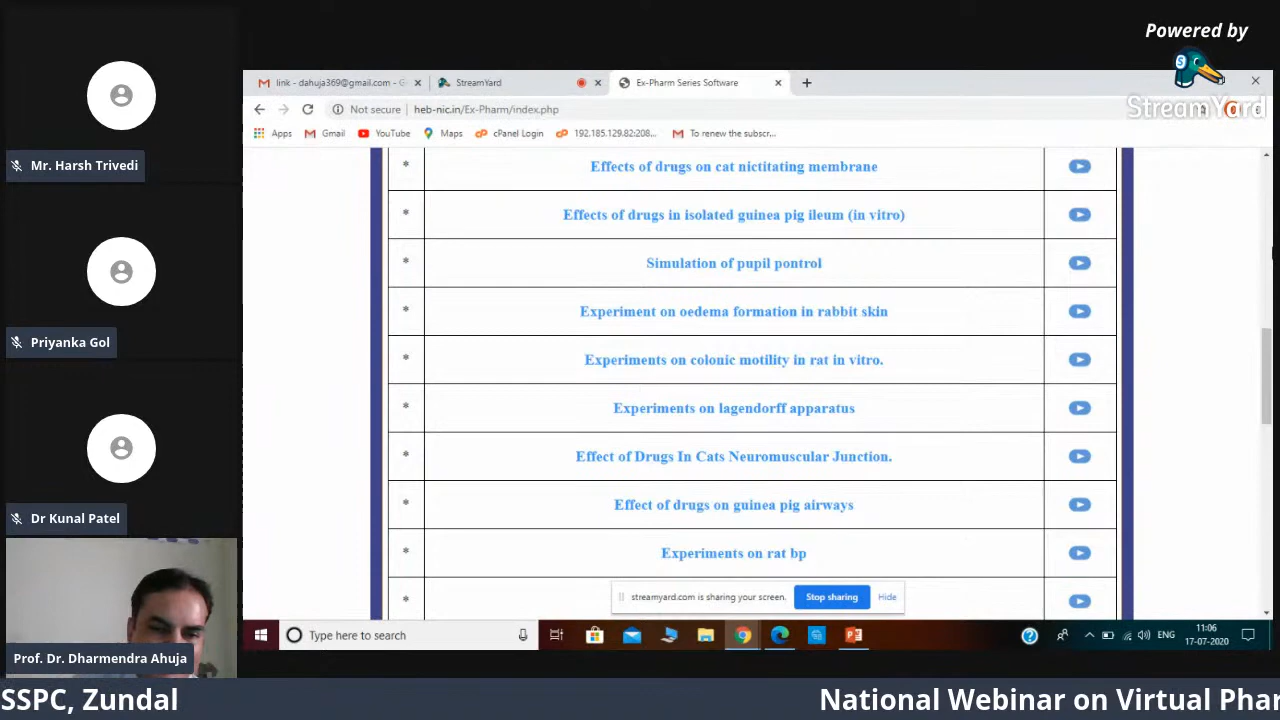 Powered by
StreamYard
link - dahuja369@gmail.com - G
StreamYard
Ex-Pharm Series Software
Not secure
heb-nic.in/Ex-Pharm/index.php
Apps
Gmail
YouTube
Maps
cPanel Login
192.185.129.82:208...
To renew the subscr...
* Effects of drugs on cat nictitating membrane
* Effects of drugs in isolated guinea pig ileum (in vitro)
* Simulation of pupil pontrol
* Experiment on oedema formation in rabbit skin
* Experiments on colonic motility in rat in vitro.
* Experiments on lagendorff apparatus
* Effect of Drugs In Cats Neuromuscular Junction.
* Effect of drugs on guinea pig airways
* Experiments on rat bp
*
streamyard.com is sharing your screen.
Stop sharing
Hide
Type here to search
ENG
11:06
17-07-2020
Mr. Harsh Trivedi
Priyanka Gol
Dr Kunal Patel
Prof. Dr. Dharmendra Ahuja
SSPC, Zundal
National Webinar on Virtual Phar